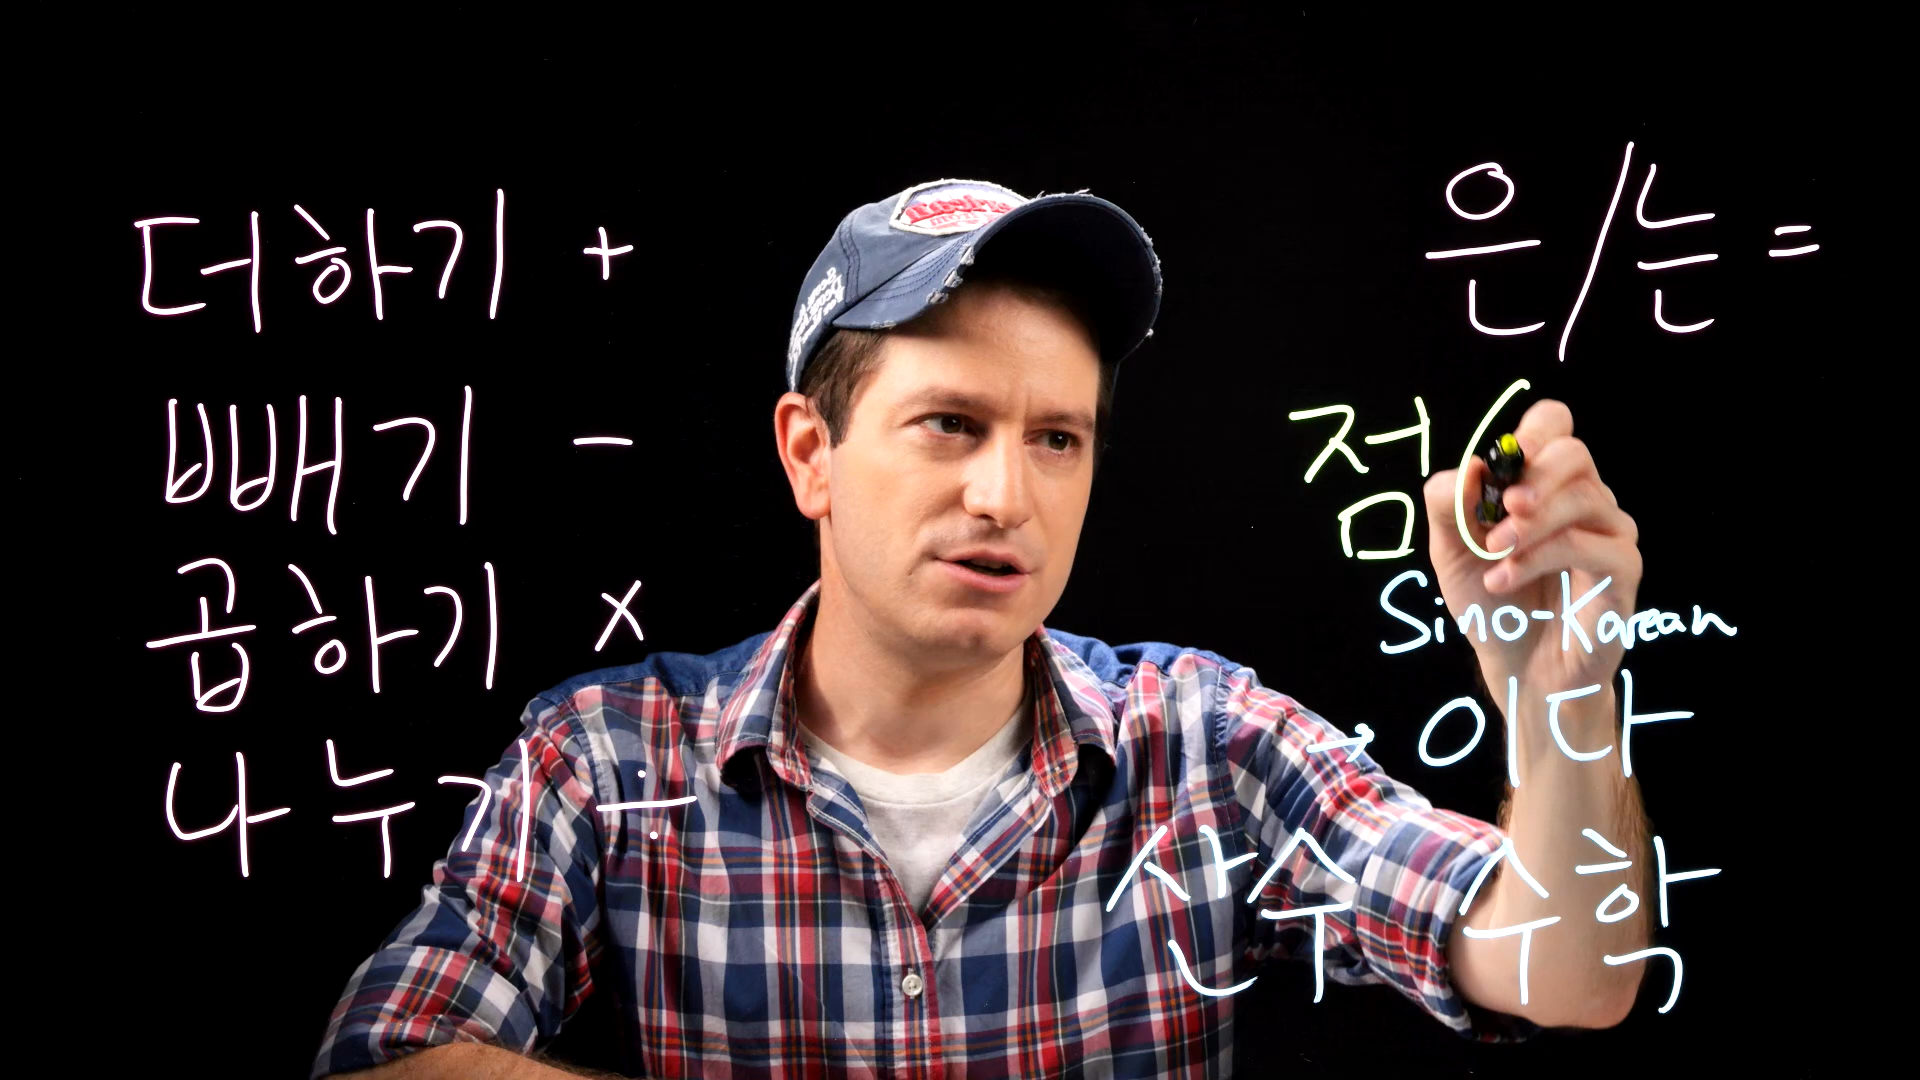 더하기 +
빼기 -
곱하기 ×
나누기 ÷
은/는 =
점 (
Sino-Korean
→ 이다
산수 수학